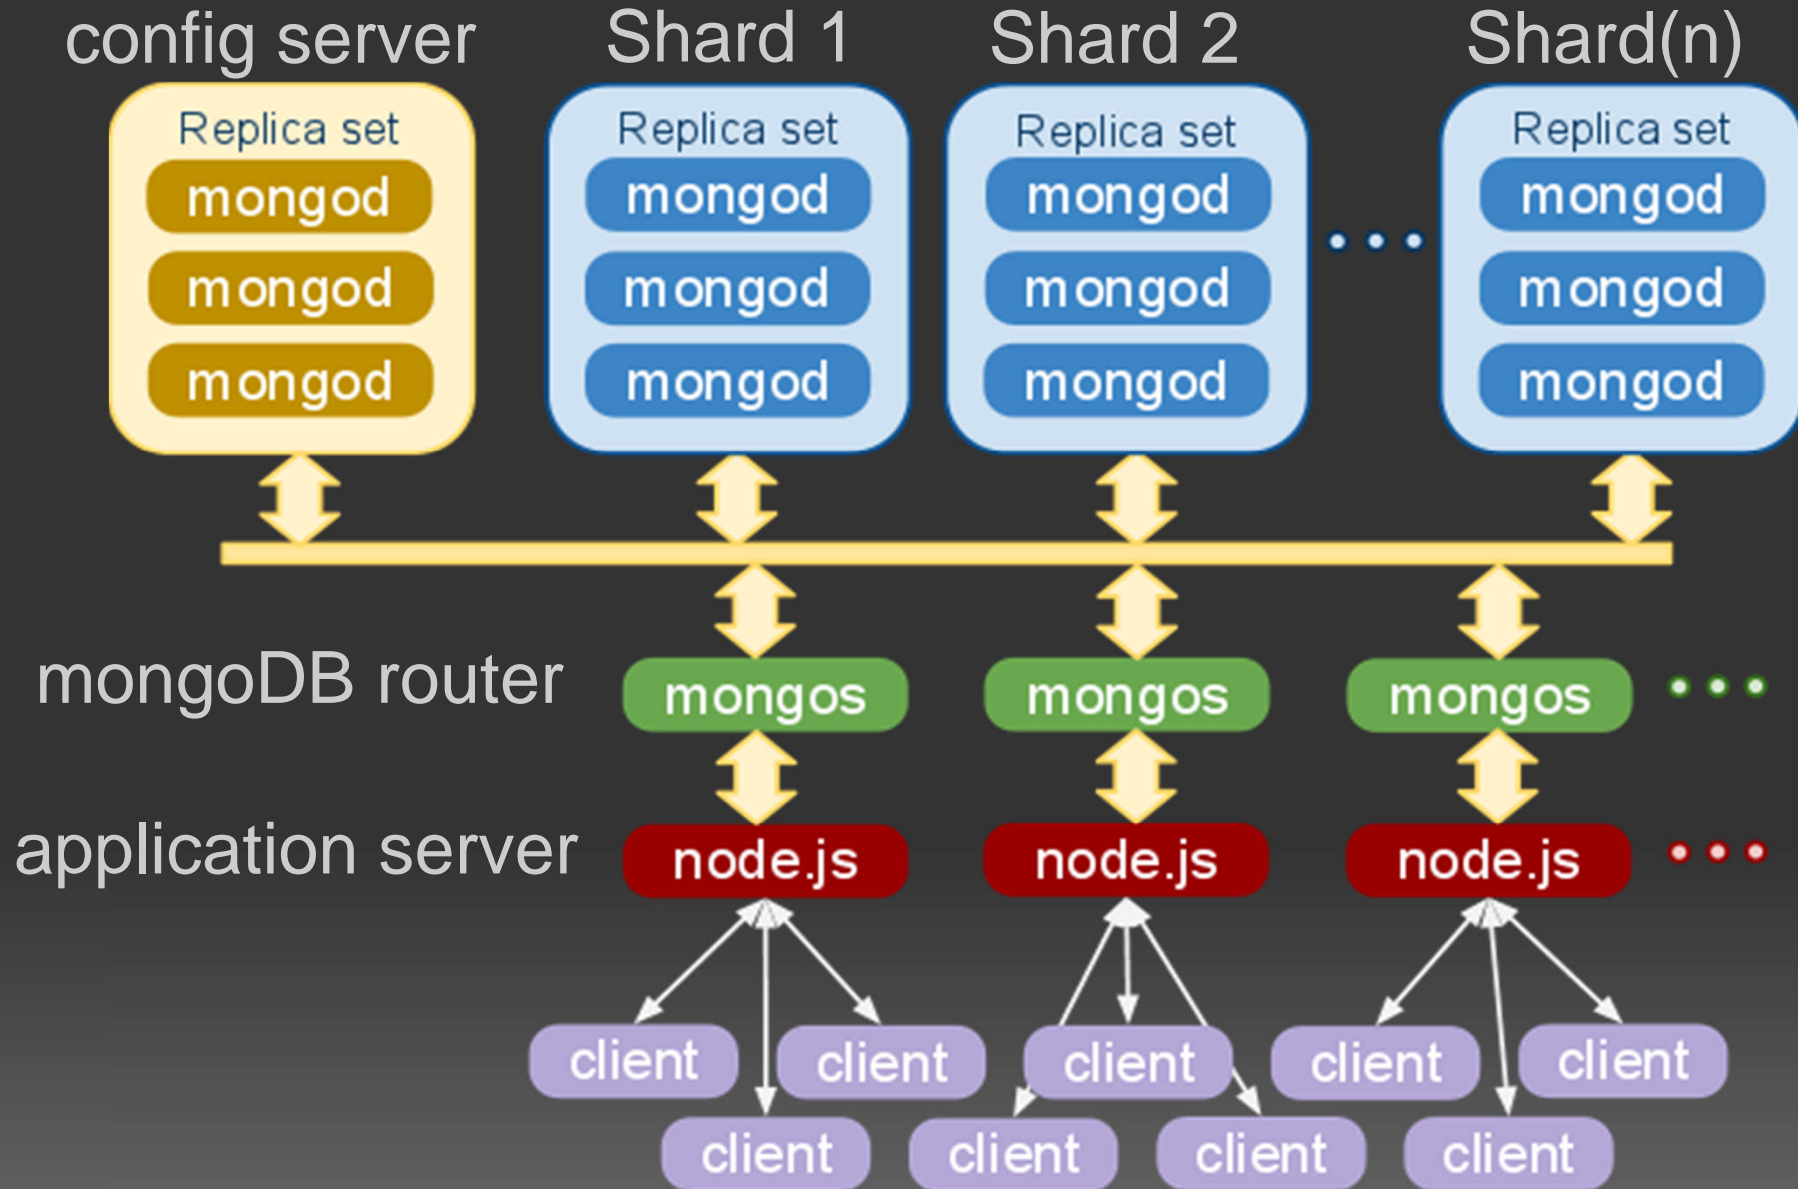 config server Shard 1 Shard 2 Shard(n)
Replica set Replica set Replica set Replica set
mongod mongod mongod mongod
mongod mongod mongod mongod
mongod mongod mongod mongod
mongoDB router mongos mongos mongos
application server node.js node.js node.js
client client client client client
client client client client